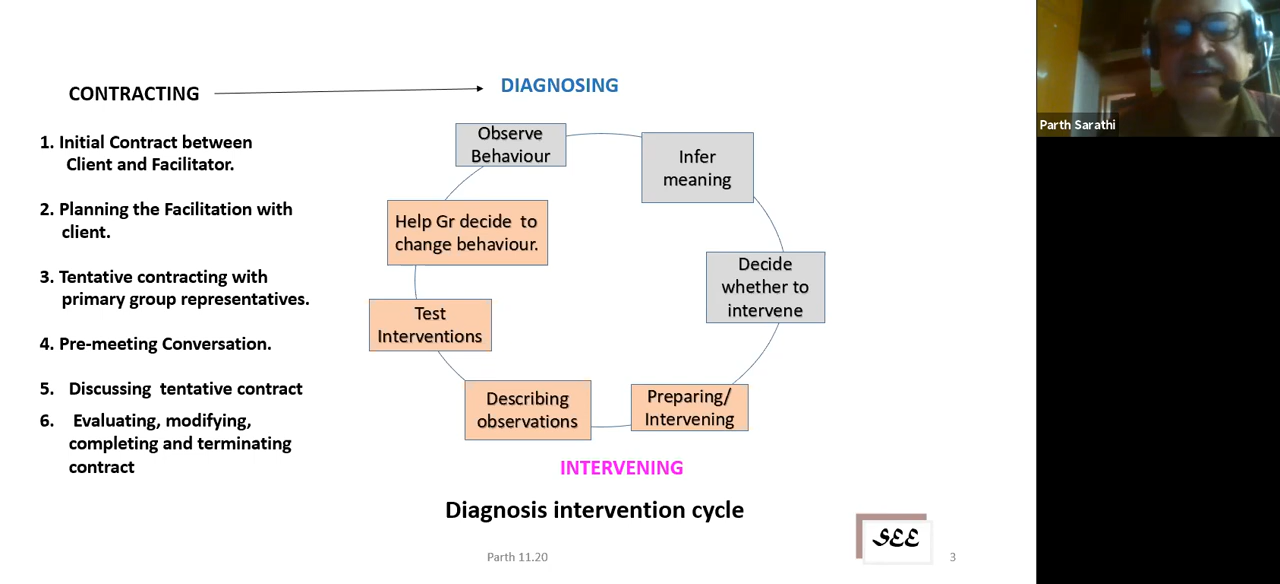 CONTRACTING
1. Initial Contract between
Client and Facilitator.
2. Planning the Facilitation with
client.
3. Tentative contracting with
primary group representatives.
4. Pre-meeting Conversation.
5. Discussing tentative contract
6. Evaluating, modifying,
completing and terminating
contract
DIAGNOSING
Observe
Behaviour
Infer
meaning
Decide
whether to
intervene
Preparing/
Intervening
Describing
observations
Test
Interventions
Help Gr decide to
change behaviour.
INTERVENING
Diagnosis intervention cycle
Parth 11.20
SEE
3
Parth Sarathi